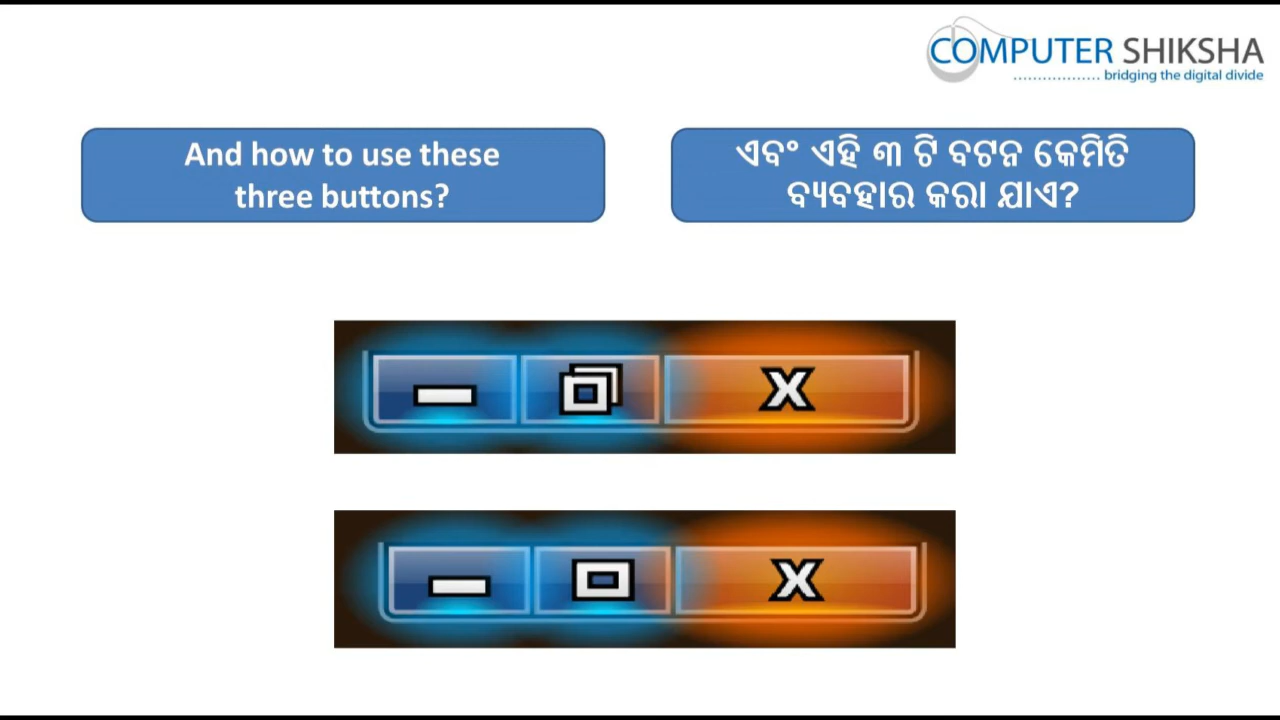 COMPUTER SHIKSHA
bridging the digital divide
And how to use these
three buttons?
ଏବଂ ଏହି ୩ ଟି ବଟନ କେମିତି
ବ୍ୟବହାର କରା ଯାଏ?